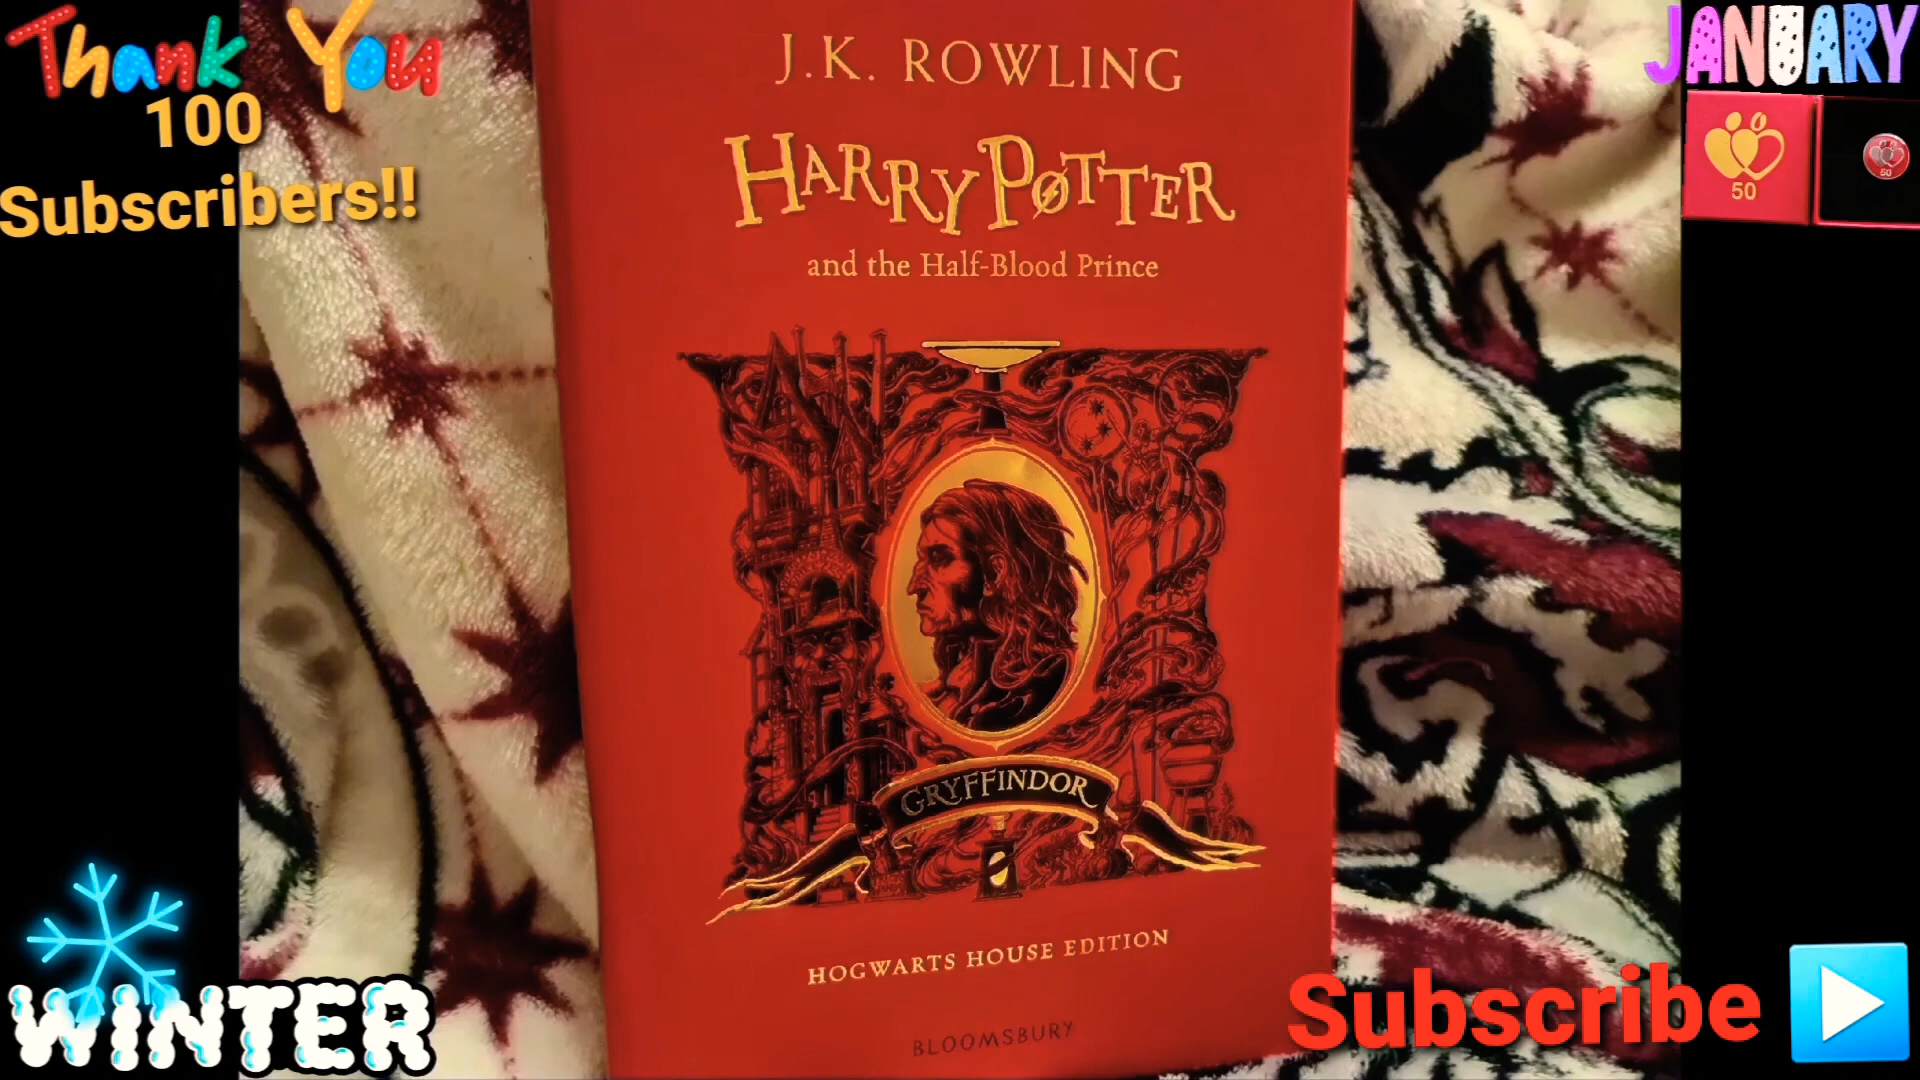 Thank You
100
Subscribers!!
JANUARY
50
50
J.K. ROWLING
HARRY POTTER
and the Half-Blood Prince
GRYFFINDOR
HOGWARTS HOUSE EDITION
BLOOMSBURY
WINTER
Subscribe